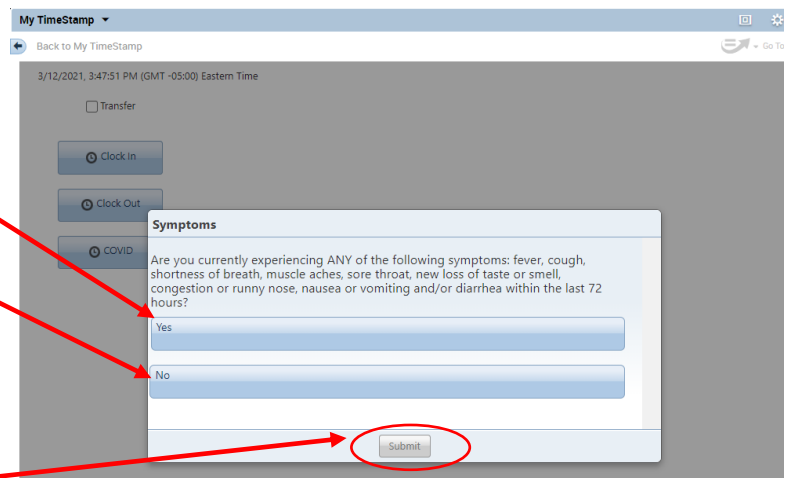 My TimeStamp
Back to My TimeStamp
Go To
3/12/2021, 3:47:51 PM (GMT -05:00) Eastern Time
Transfer
Clock In
Clock Out
COVID
Symptoms
Are you currently experiencing ANY of the following symptoms: fever, cough,
shortness of breath, muscle aches, sore throat, new loss of taste or smell,
congestion or runny nose, nausea or vomiting and/or diarrhea within the last 72
hours?
Yes
No
Submit